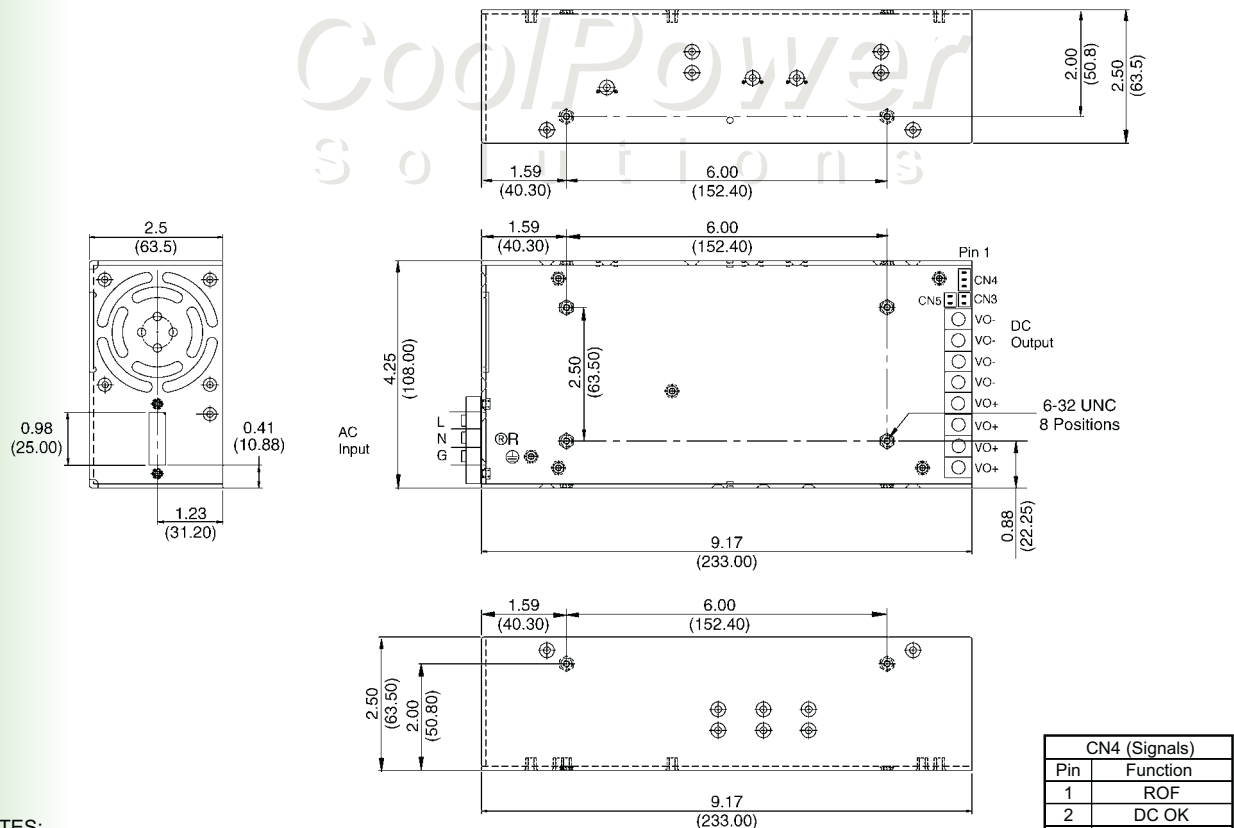 CoolPower
Solutions
2.00
(50.8)
2.50
(63.5)
1.59
(40.30)
6.00
(152.40)
2.5
(63.5)
0.98
(25.00)
0.41
(10.88)
1.23
(31.20)
1.59
(40.30)
6.00
(152.40)
Pin 1
CN4
CN5
CN3
VO-
VO-
VO-
VO-
VO+
VO+
VO+
VO+
DC
Output
4.25
(108.00)
2.50
(63.50)
AC
Input
L
N
G
®R
6-32 UNC
8 Positions
0.88
(22.25)
9.17
(233.00)
1.59
(40.30)
6.00
(152.40)
2.50
(63.50)
2.00
(50.80)
9.17
(233.00)
CN4 (Signals)
Pin Function
1 ROF
2 DC OK
TES: